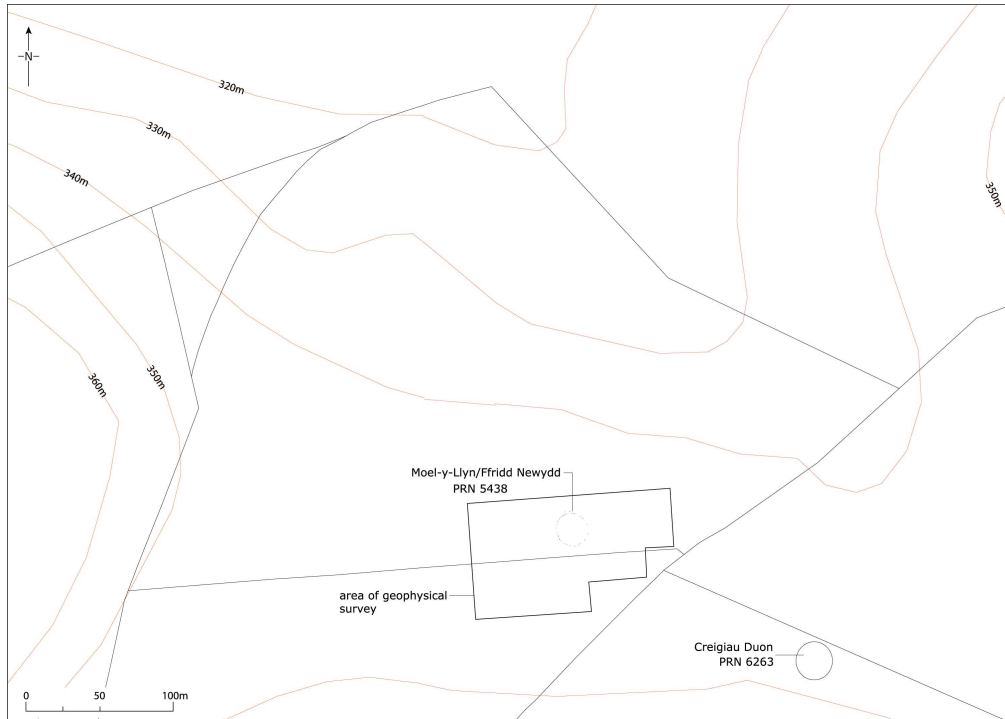 N
320m
330m
340m
350m
350m
360m
Moel-y-Llyn/Ffridd Newydd
PRN 5438
area of geophysical
survey
Creigiau Duon
PRN 6263
0 50 100m